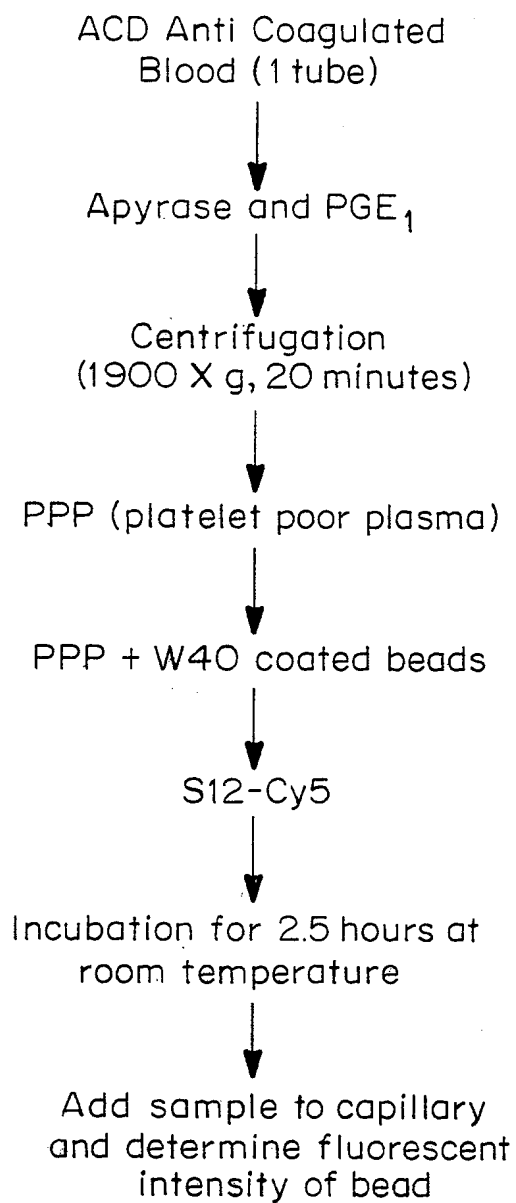 ACD Anti Coagulated
Blood (1 tube)
Apyrase and PGE₁
Centrifugation
(1900 X g, 20 minutes)
PPP (platelet poor plasma)
PPP + W40 coated beads
S12-Cy5
Incubation for 2.5 hours at
room temperature
Add sample to capillary
and determine fluorescent
intensity of bead